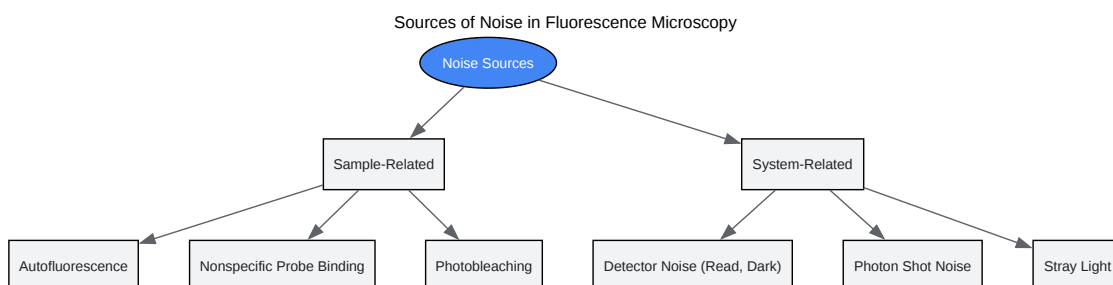 Sources of Noise in Fluorescence Microscopy
Noise Sources
Sample-Related
System-Related
Autofluorescence
Nonspecific Probe Binding
Photobleaching
Detector Noise (Read, Dark)
Photon Shot Noise
Stray Light